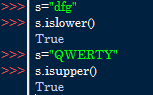 >>> s="dfg"
>>> s.islower()
True
>>> s="QWERTY"
>>> s.isupper()
True
>>>